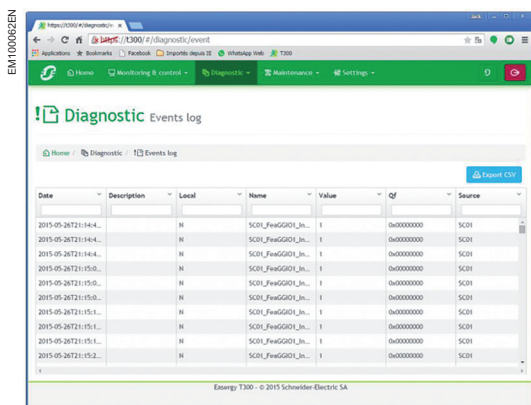 EM100062EN
Jack
https://t300/#/diagnostic/e
https://t300/#/diagnostic/event
Applications Bookmarks Facebook Importés depuis IE WhatsApp Web T300
Home Monitoring & control Diagnostic Maintenance Settings
Diagnostic Events log
Home / Diagnostic / Events log
Export CSV
Date Description Local Name Value Qf Source
2015-05-26T21:14:4... N SC01_FeaGGIO1_In... 1 0x00000000 SC01
2015-05-26T21:14:4... N SC01_FeaGGIO1_In... 1 0x00000000 SC01
2015-05-26T21:14:4... N SC01_FeaGGIO1_In... 1 0x00000000 SC01
2015-05-26T21:15:0... N SC01_FeaGGIO1_In... 1 0x00000000 SC01
2015-05-26T21:15:0... N SC01_FeaGGIO1_In... 1 0x00000000 SC01
2015-05-26T21:15:0... N SC01_FeaGGIO1_In... 1 0x00000000 SC01
2015-05-26T21:15:1... N SC01_FeaGGIO1_In... 1 0x00000000 SC01
2015-05-26T21:15:1... N SC01_FeaGGIO1_In... 1 0x00000000 SC01
2015-05-26T21:15:1... N SC01_FeaGGIO1_In... 1 0x00000000 SC01
2015-05-26T21:15:2... N SC01_FeaGGIO1_In... 1 0x00000000 SC01
Easergy T300 - © 2015 Schneider-Electric SA